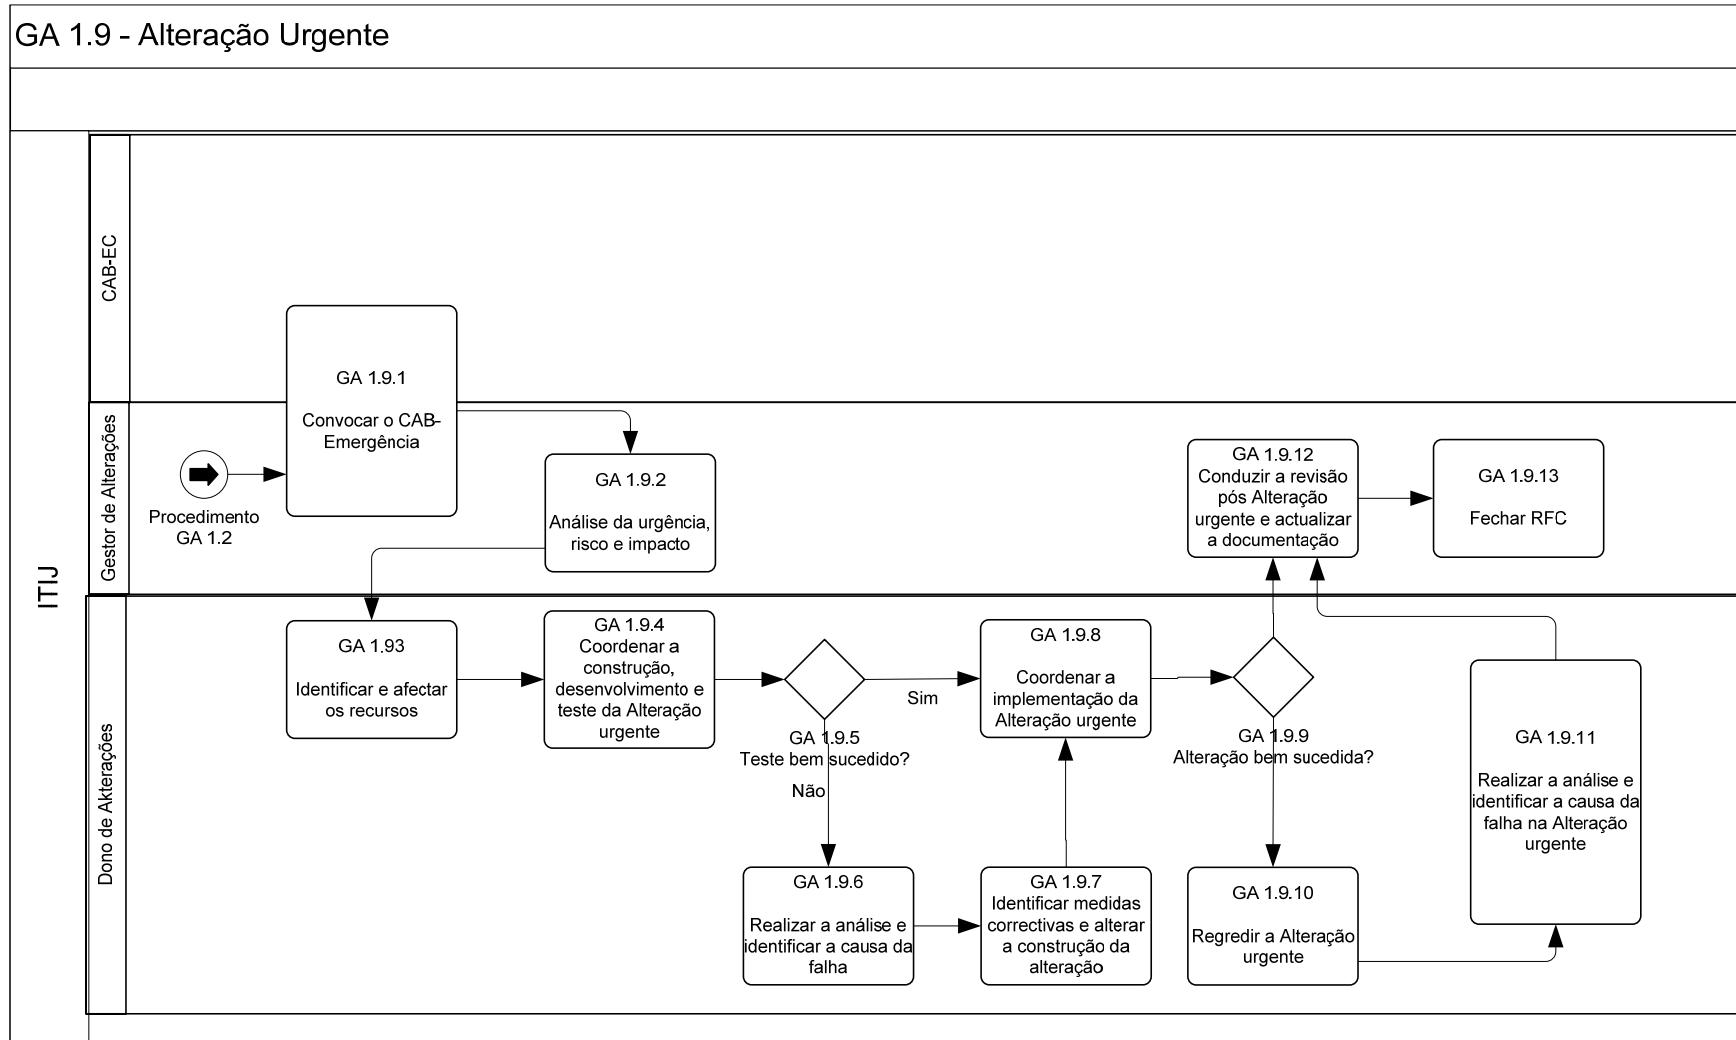 GA 1.9 - Alteração Urgente
ITIJ
CAB-EC
GA 1.9.1
Convocar o CAB-
Emergência
Gestor de Alterações
Procedimento
GA 1.2
GA 1.9.2
Análise da urgência,
risco e impacto
GA 1.9.12
Conduzir a revisão
pós Alteração
urgente e actualizar
a documentação
GA 1.9.13
Fechar RFC
Dono de Akterações
GA 1.93
Identificar e afectar
os recursos
GA 1.9.4
Coordenar a
construção,
desenvolvimento e
teste da Alteração
urgente
GA 1.9.5
Teste bem sucedido?
Sim
Não
GA 1.9.8
Coordenar a
implementação da
Alteração urgente
GA 1.9.9
Alteração bem sucedida?
GA 1.9.6
Realizar a análise e
identificar a causa da
falha
GA 1.9.7
Identificar medidas
correctivas e alterar
a construção da
alteração
GA 1.9.10
Regredir a Alteração
urgente
GA 1.9.11
Realizar a análise e
identificar a causa da
falha na Alteração
urgente